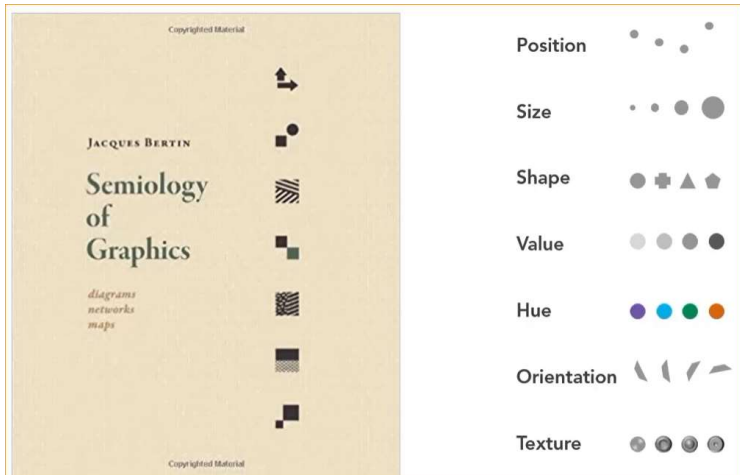 Copyrighted Material
JACQUES BERTIN
Semiology
of
Graphics
diagrams
networks
maps
Copyrighted Material
Position
Size
Shape
Value
Hue
Orientation
Texture